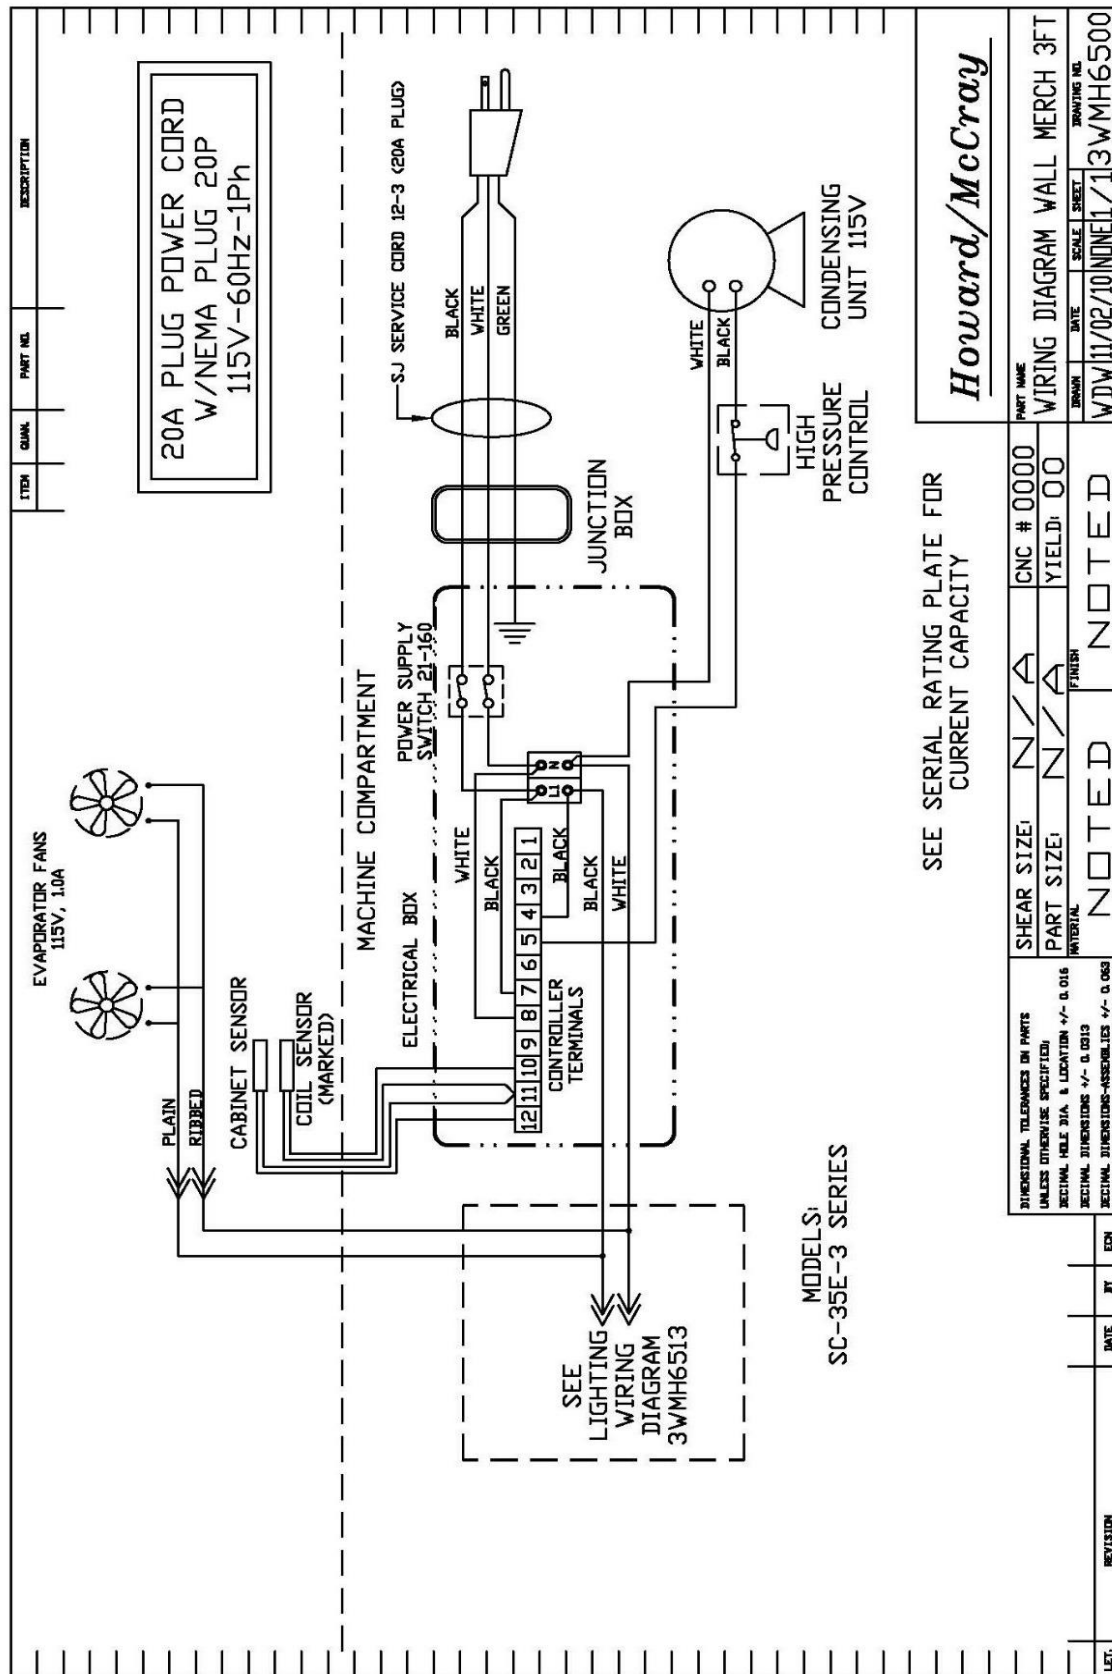 ITEM
QUAN.
PART NO.
DESCRIPTION
20A PLUG POWER CORD
W/NEMA PLUG 20P
115V-60Hz-1Ph
EVAPORATOR FANS
115V, 1.0A
PLAIN
RIBBED
CABINET SENSOR
COIL SENSOR
(MARKED)
MACHINE COMPARTMENT
ELECTRICAL BOX
POWER SUPPLY
SWITCH 21-160
SJ SERVICE CORD 12-3 (20A PLUG)
BLACK
WHITE
GREEN
JUNCTION
BOX
WHITE
BLACK
L1
N
12 11 10 9 8 7 6 5 4 3 2 1
CONTROLLER
TERMINALS
BLACK
BLACK
WHITE
SEE
LIGHTING
WIRING
DIAGRAM
3WMH6513
WHITE
BLACK
HIGH
PRESSURE
CONTROL
CONDENSING
UNIT 115V
MODELS:
SC-35E-3 SERIES
SEE SERIAL RATING PLATE FOR
CURRENT CAPACITY
Howard/McCray
LET.
REVISION
DATE
BY
ECN
DIMENSIONAL TOLERANCES ON PARTS
UNLESS OTHERWISE SPECIFIED:
DECIMAL HOLE DIA. & LOCATION +/- 0.016
DECIMAL DIMENSIONS +/- 0.0313
DECIMAL DIMENSIONS-ASSEMBLIES +/- 0.063
SHEAR SIZE: N/A
CNC # 0000
PART SIZE: N/A
YIELD: 00
MATERIAL
NOTED
FINISH
NOTED
PART NAME
WIRING DIAGRAM WALL MERCH 3FT
DRAWN
DATE
SCALE
SHEET
DRAWING NO.
WDW
11/02/10
NONE
1/1
3WMH6500